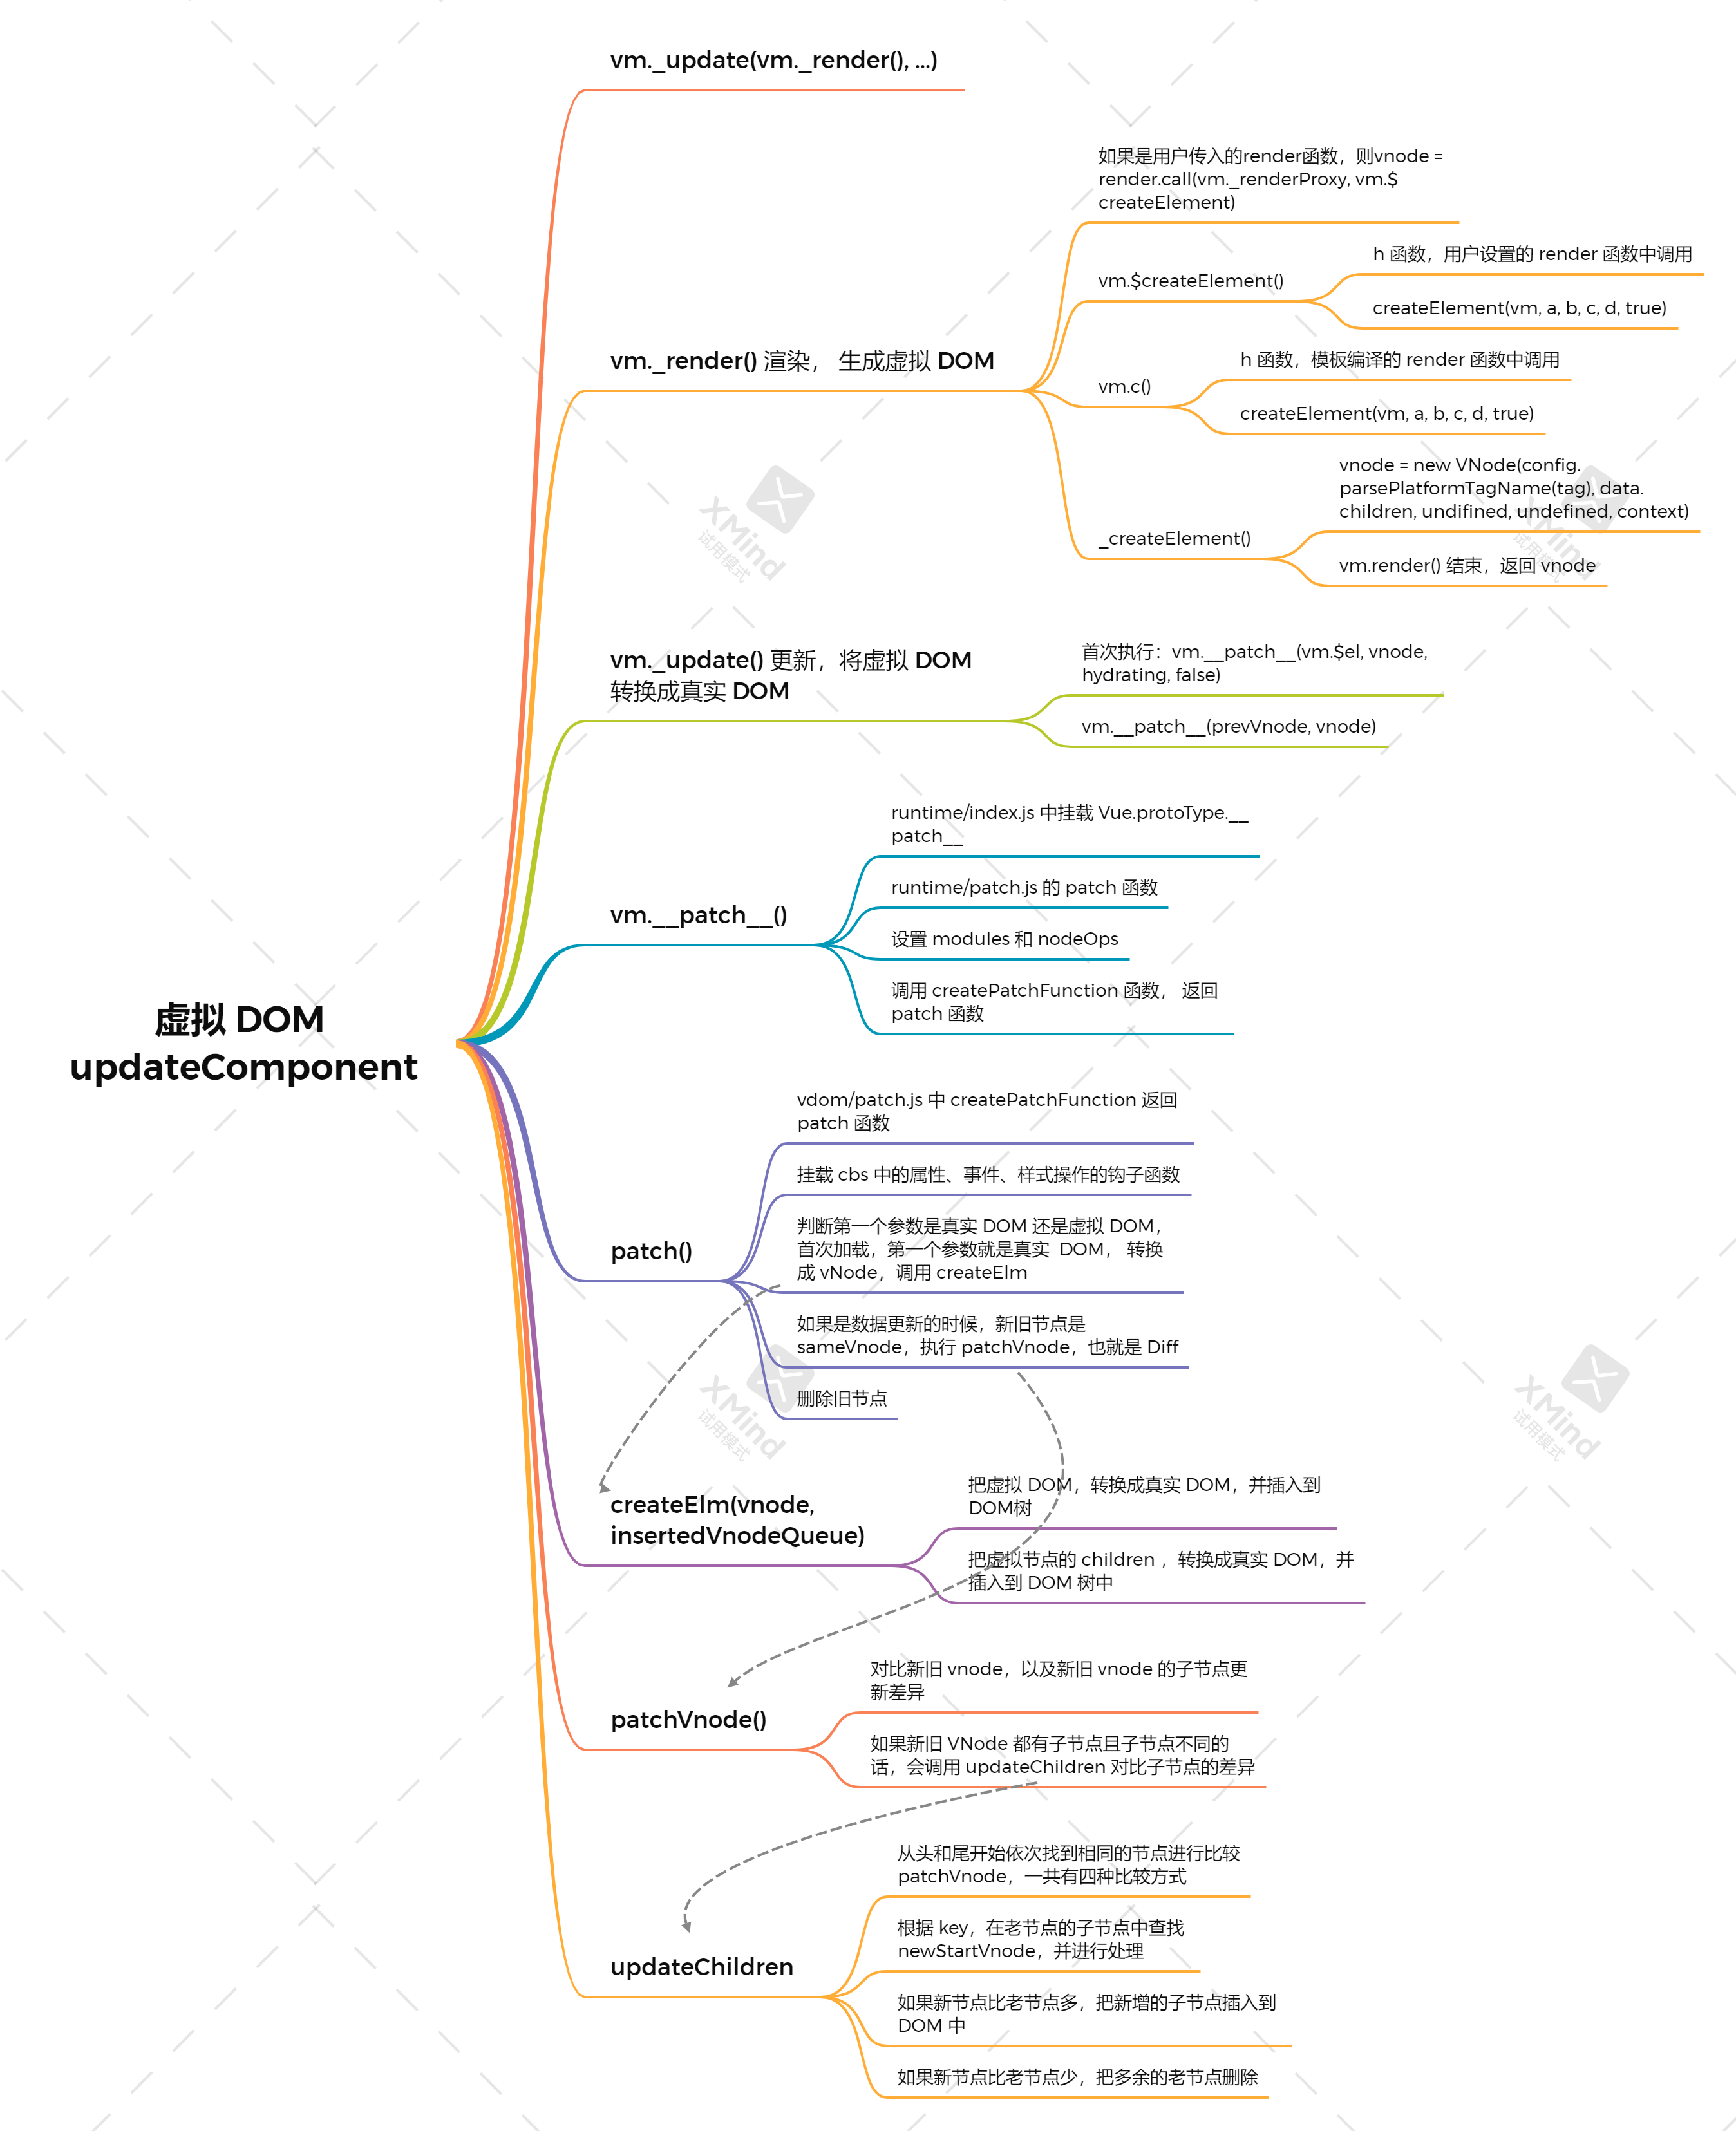 虚拟 DOM
updateComponent
vm._update(vm._render(), ...)
vm._render() 渲染， 生成虚拟 DOM
如果是用户传入的render函数，则vnode =
render.call(vm._renderProxy, vm.$
createElement)
vm.$createElement()
h 函数，用户设置的 render 函数中调用
createElement(vm, a, b, c, d, true)
vm.c()
h 函数，模板编译的 render 函数中调用
createElement(vm, a, b, c, d, true)
_createElement()
vnode = new VNode(config.
parsePlatformTagName(tag), data.
children, undifined, undefined, context)
vm.render() 结束，返回 vnode
vm._update() 更新，将虚拟 DOM
转换成真实 DOM
首次执行：vm.__patch__(vm.$el, vnode,
hydrating, false)
vm.__patch__(prevVnode, vnode)
vm.__patch__()
runtime/index.js 中挂载 Vue.protoType.__
patch__
runtime/patch.js 的 patch 函数
设置 modules 和 nodeOps
调用 createPatchFunction 函数， 返回
patch 函数
patch()
vdom/patch.js 中 createPatchFunction 返回
patch 函数
挂载 cbs 中的属性、事件、样式操作的钩子函数
判断第一个参数是真实 DOM 还是虚拟 DOM，
首次加载，第一个参数就是真实 DOM， 转换
成 vNode，调用 createElm
如果是数据更新的时候，新旧节点是
sameVnode，执行 patchVnode，也就是 Diff
删除旧节点
createElm(vnode,
insertedVnodeQueue)
把虚拟 DOM，转换成真实 DOM，并插入到
DOM树
把虚拟节点的 children ，转换成真实 DOM，并
插入到 DOM 树中
patchVnode()
对比新旧 vnode，以及新旧 vnode 的子节点更
新差异
如果新旧 VNode 都有子节点且子节点不同的
话，会调用 updateChildren 对比子节点的差异
updateChildren
从头和尾开始依次找到相同的节点进行比较
patchVnode，一共有四种比较方式
根据 key，在老节点的子节点中查找
newStartVnode，并进行处理
如果新节点比老节点多，把新增的子节点插入到
DOM 中
如果新节点比老节点少，把多余的老节点删除
XMind
试用模式
XMind
试用模式
XMind
试用模式
XMind
试用模式